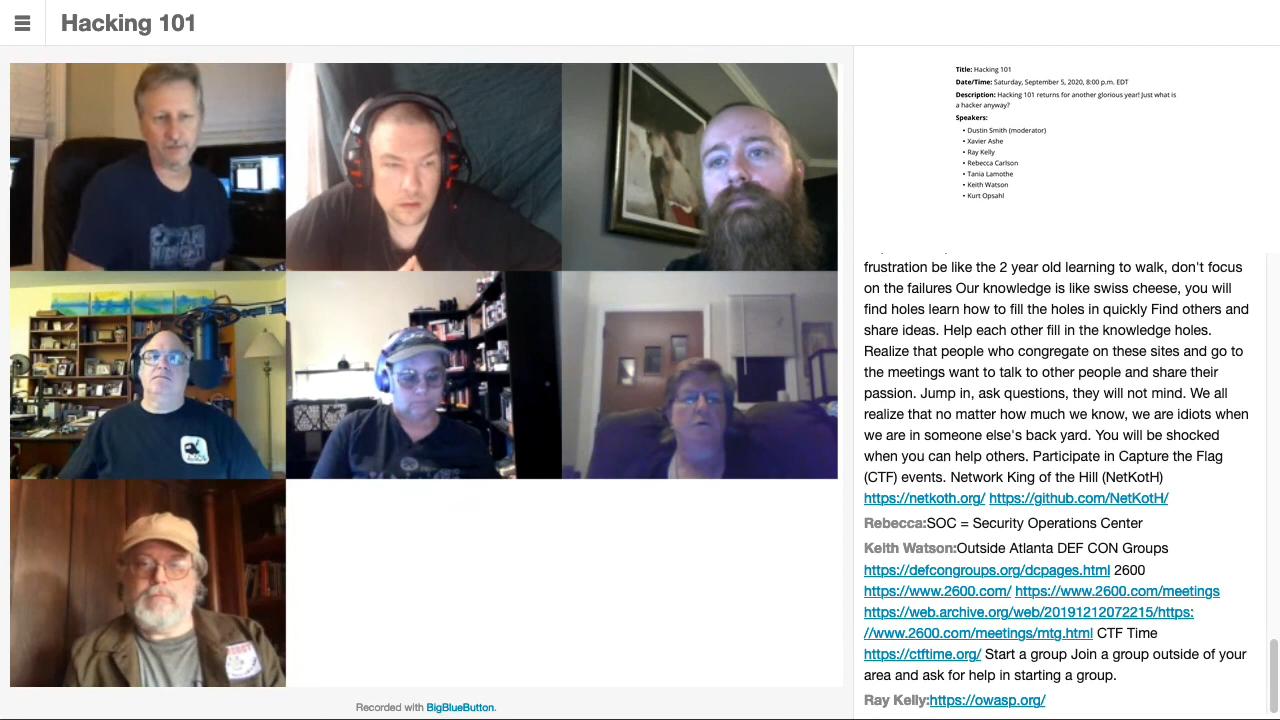 Hacking 101
Title: Hacking 101
Date/Time: Saturday, September 5, 2020, 8:00 p.m. EDT
Description: Hacking 101 returns for another glorious year! Just what is
a hacker anyway?
Speakers:
• Dustin Smith (moderator)
• Xavier Ashe
• Ray Kelly
• Rebecca Carlson
• Tania Lamothe
• Keith Watson
• Kurt Opsahl
frustration be like the 2 year old learning to walk, don't focus
on the failures Our knowledge is like swiss cheese, you will
find holes learn how to fill the holes in quickly Find others and
share ideas. Help each other fill in the knowledge holes.
Realize that people who congregate on these sites and go to
the meetings want to talk to other people and share their
passion. Jump in, ask questions, they will not mind. We all
realize that no matter how much we know, we are idiots when
we are in someone else's back yard. You will be shocked
when you can help others. Participate in Capture the Flag
(CTF) events. Network King of the Hill (NetKotH)
https://netkoth.org/ https://github.com/NetKotH/
Rebecca:SOC = Security Operations Center
Keith Watson:Outside Atlanta DEF CON Groups
https://defcongroups.org/dcpages.html 2600
https://www.2600.com/ https://www.2600.com/meetings
https://web.archive.org/web/20191212072215/https:
//www.2600.com/meetings/mtg.html CTF Time
https://ctftime.org/ Start a group Join a group outside of your
area and ask for help in starting a group.
Ray Kelly:https://owasp.org/
Recorded with BigBlueButton.